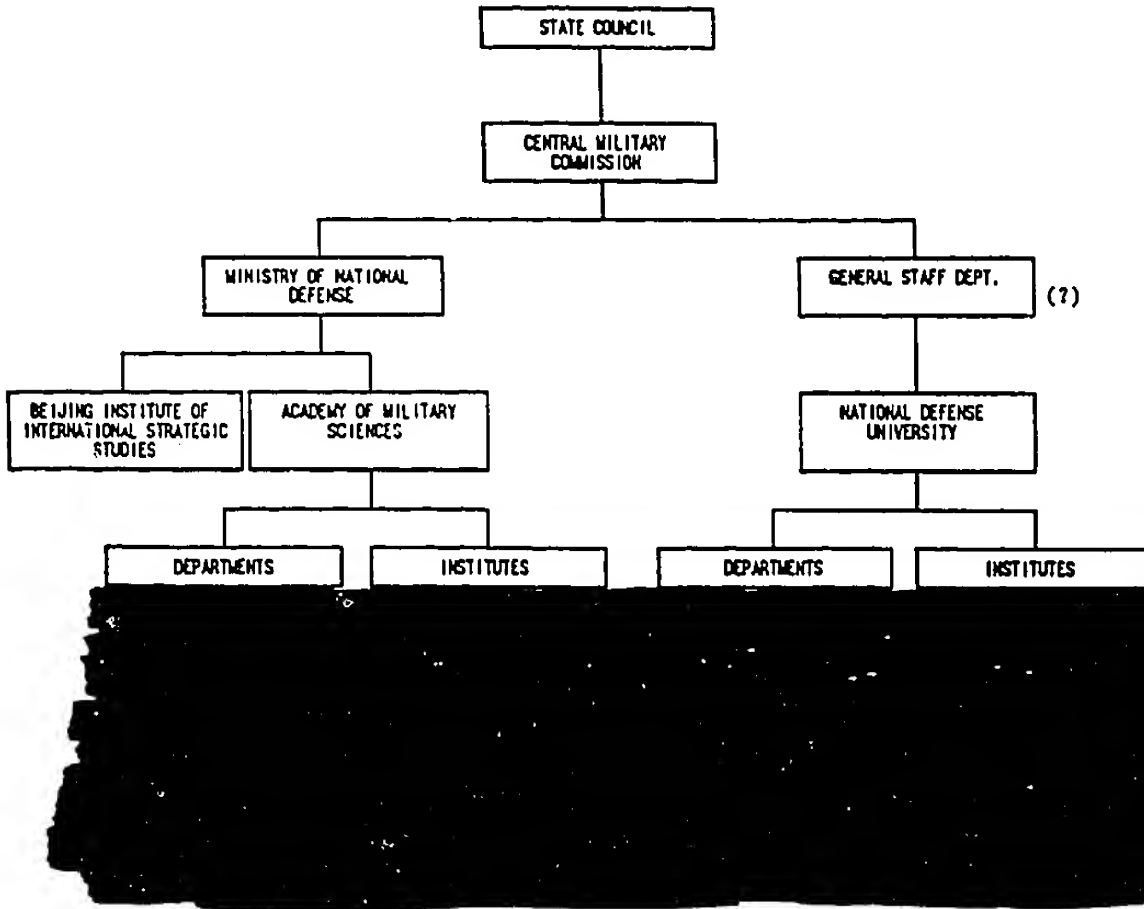 STATE COUNCIL
CENTRAL MILITARY
COMMISSION
MINISTRY OF NATIONAL
DEFENSE
GENERAL STAFF DEPT.
(?)
BEIJING INSTITUTE OF
INTERNATIONAL STRATEGIC
STUDIES
ACADEMY OF MILITARY
SCIENCES
NATIONAL DEFENSE
UNIVERSITY
DEPARTMENTS
INSTITUTES
DEPARTMENTS
INSTITUTES